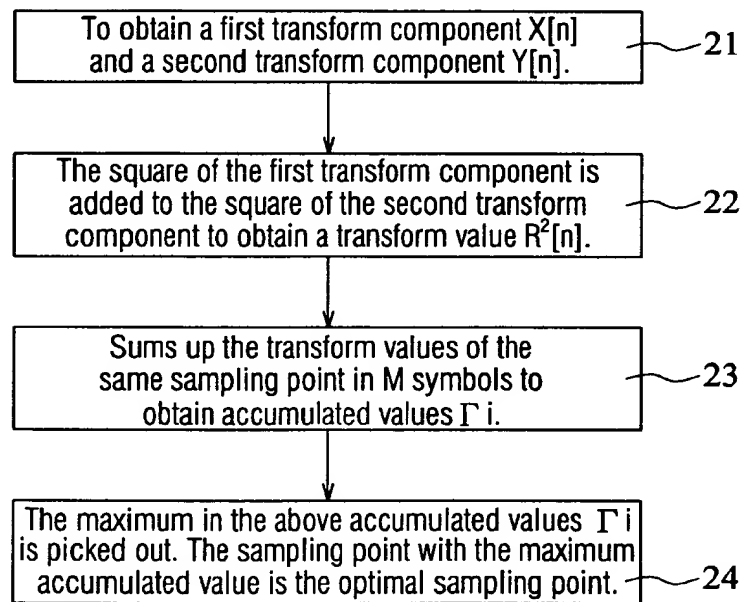 To obtain a first transform component X[n]
and a second transform component Y[n].
21
The square of the first transform component is
added to the square of the second transform
component to obtain a transform value R²[n].
22
Sums up the transform values of the
same sampling point in M symbols to
obtain accumulated values Γ i.
23
The maximum in the above accumulated values Γ i
is picked out. The sampling point with the maximum
accumulated value is the optimal sampling point.
24